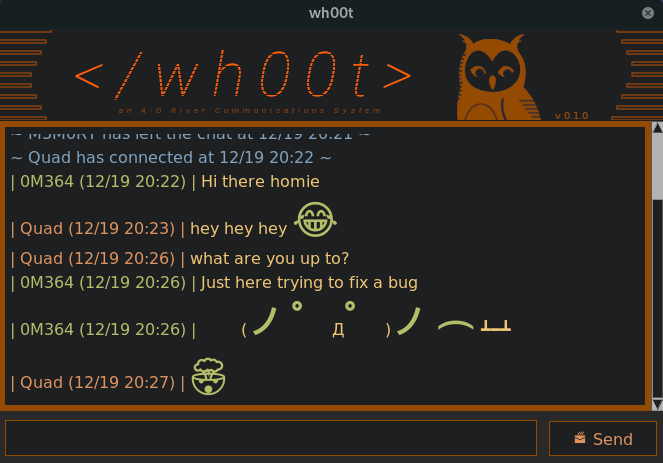 wh00t
</wh00t>
an A-O River Communications System
v 0.1.0
~ M3M0RY has left the chat at 12/19 20:21 ~
~ Quad has connected at 12/19 20:22 ~
| 0M364 (12/19 20:22) | Hi there homie
| Quad (12/19 20:23) | hey hey hey 😂
| Quad (12/19 20:26) | what are you up to?
| 0M364 (12/19 20:26) | Just here trying to fix a bug
| 0M364 (12/19 20:26) | (ノ ゜Д゜)ノ ︵ ┻━┻
| Quad (12/19 20:27) | 🤯
Send